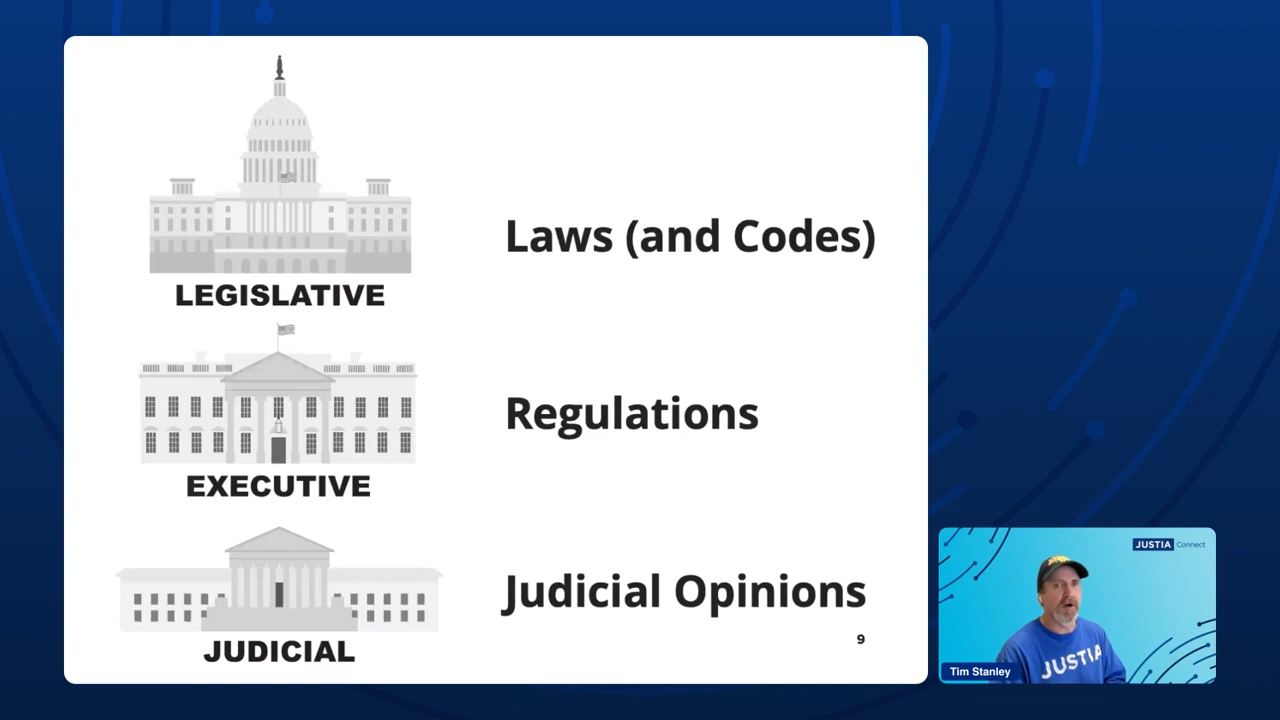 LEGISLATIVE
Laws (and Codes)
EXECUTIVE
Regulations
JUDICIAL
Judicial Opinions
9
JUSTIA Connect
JUSTIA
Tim Stanley